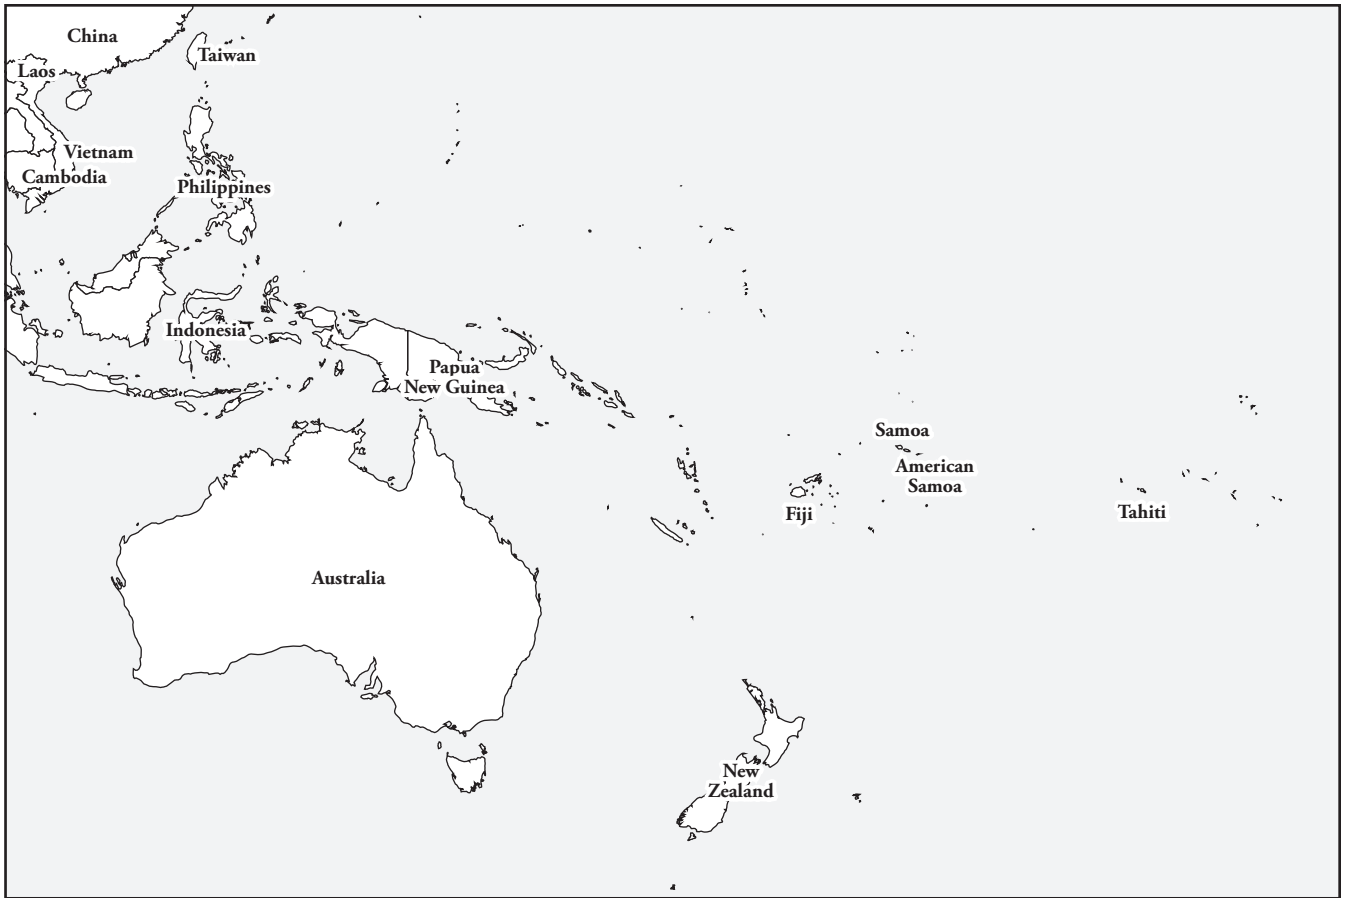 China
Taiwan
Laos
Vietnam
Cambodia
Philippines
Indonesia
Papua
New Guinea
Samoa
American
Samoa
Fiji
Tahiti
Australia
New
Zealand